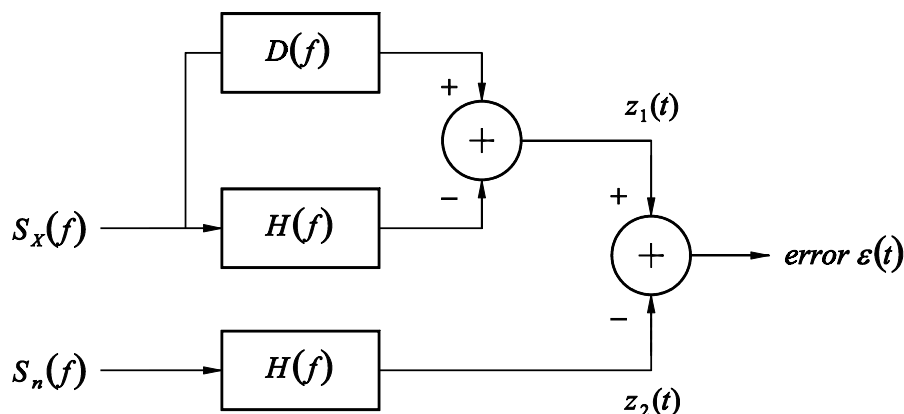 D(f)
+
+
z₁(t)
−
+
S_X(f)
H(f)
+
error ε(t)
−
S_n(f)
H(f)
z₂(t)